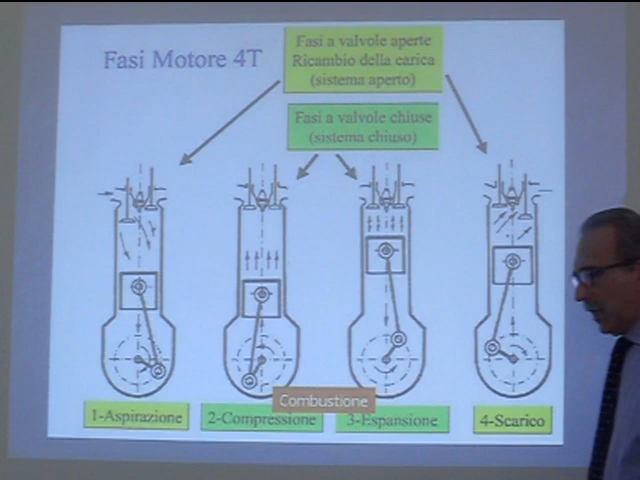 Fasi Motore 4T
Fasi a valvole aperte
Ricambio della carica
(sistema aperto)
Fasi a valvole chiuse
(sistema chiuso)
Combustione
1-Aspirazione
2-Compressione
3-Espansione
4-Scarico